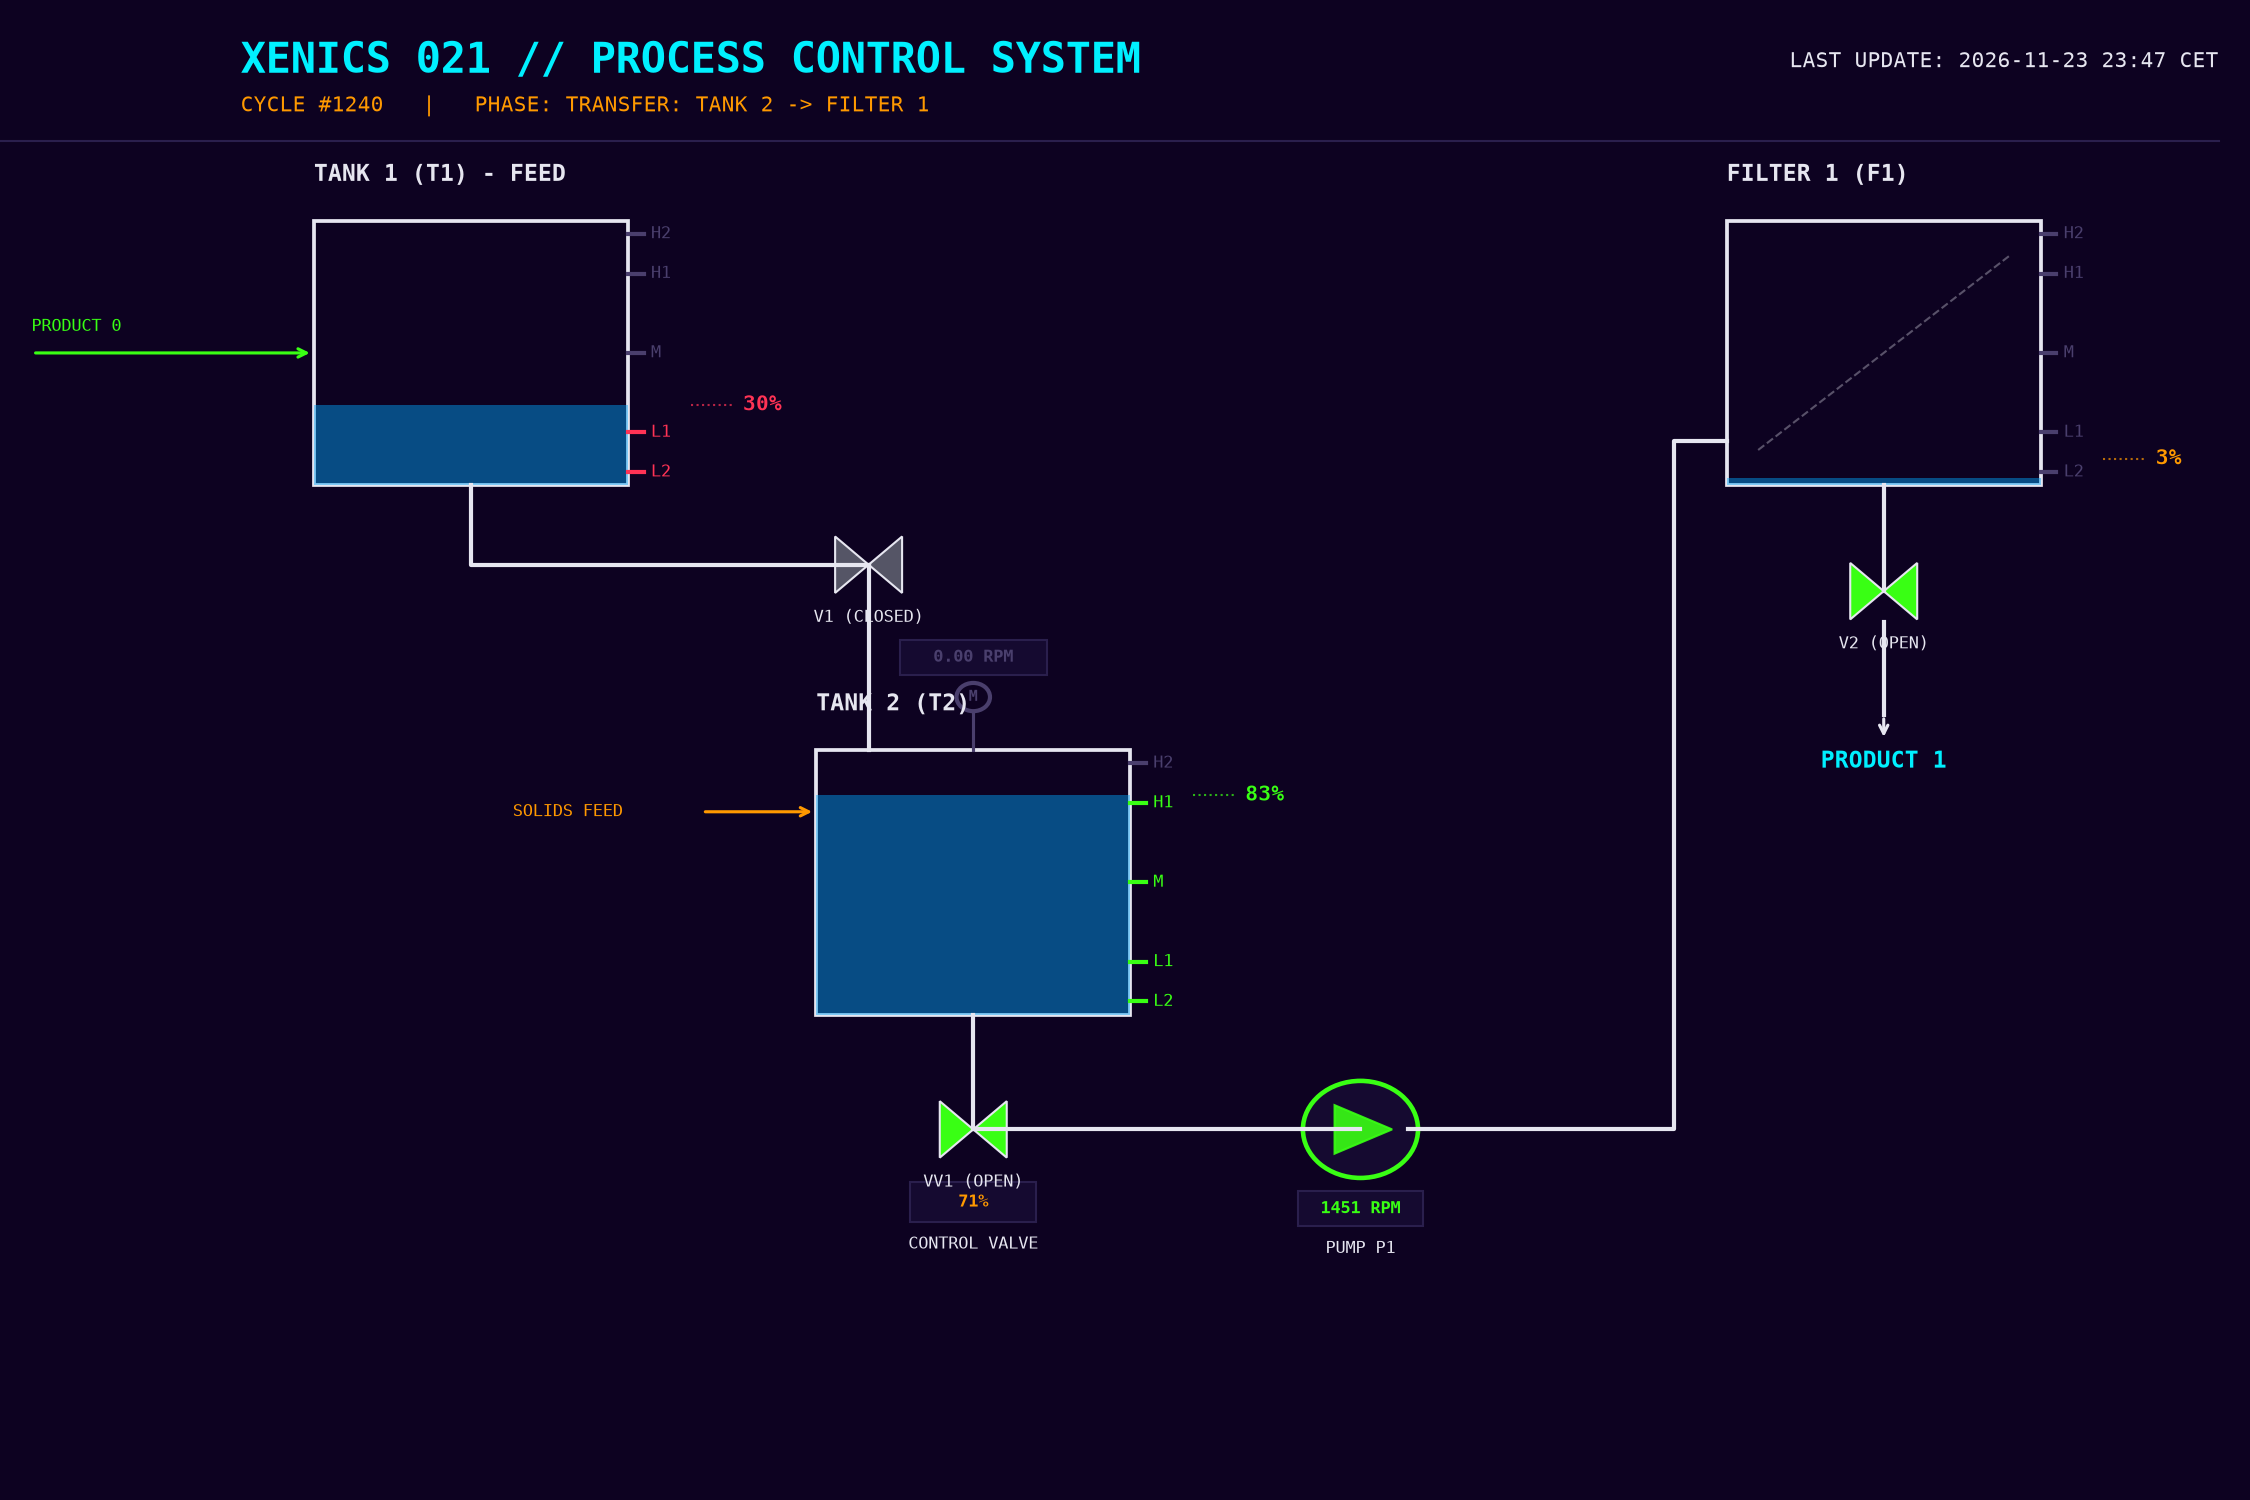 XENICS 021 // PROCESS CONTROL SYSTEM
LAST UPDATE: 2026-11-23 23:47 CET
CYCLE #1240 | PHASE: TRANSFER: TANK 2 -> FILTER 1
TANK 1 (T1) - FEED
H2
H1
PRODUCT 0
M
30%
L1
L2
FILTER 1 (F1)
H2
H1
M
L1
3%
L2
V1 (CLOSED)
0.00 RPM
M
TANK 2 (T2)
V2 (OPEN)
PRODUCT 1
H2
83%
H1
SOLIDS FEED
M
L1
L2
VV1 (OPEN)
71%
CONTROL VALVE
1451 RPM
PUMP P1